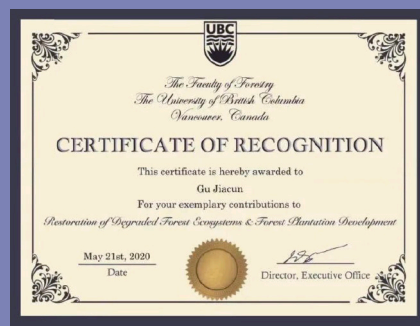 UBC
The Faculty of Forestry
The University of British Columbia
Vancouver, Canada
CERTIFICATE OF RECOGNITION
This certificate is hereby awarded to
Gu Jiacun
For your exemplary contributions to
Restoration of Degraded Forest Ecosystems & Forest Plantation Development
May 21st, 2020
Date
Director, Executive Office